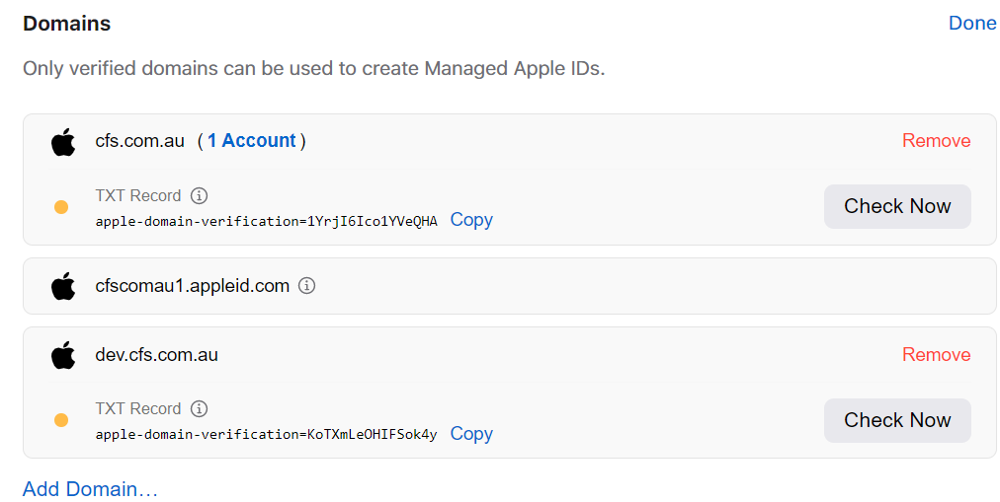 Domains
Done
Only verified domains can be used to create Managed Apple IDs.
cfs.com.au (1 Account)
Remove
TXT Record
apple-domain-verification=1YrjI6Ico1YVeQHA Copy
Check Now
cfscomau1.appleid.com
dev.cfs.com.au
Remove
TXT Record
apple-domain-verification=KoTXmLeOHIFSok4y Copy
Check Now
Add Domain…